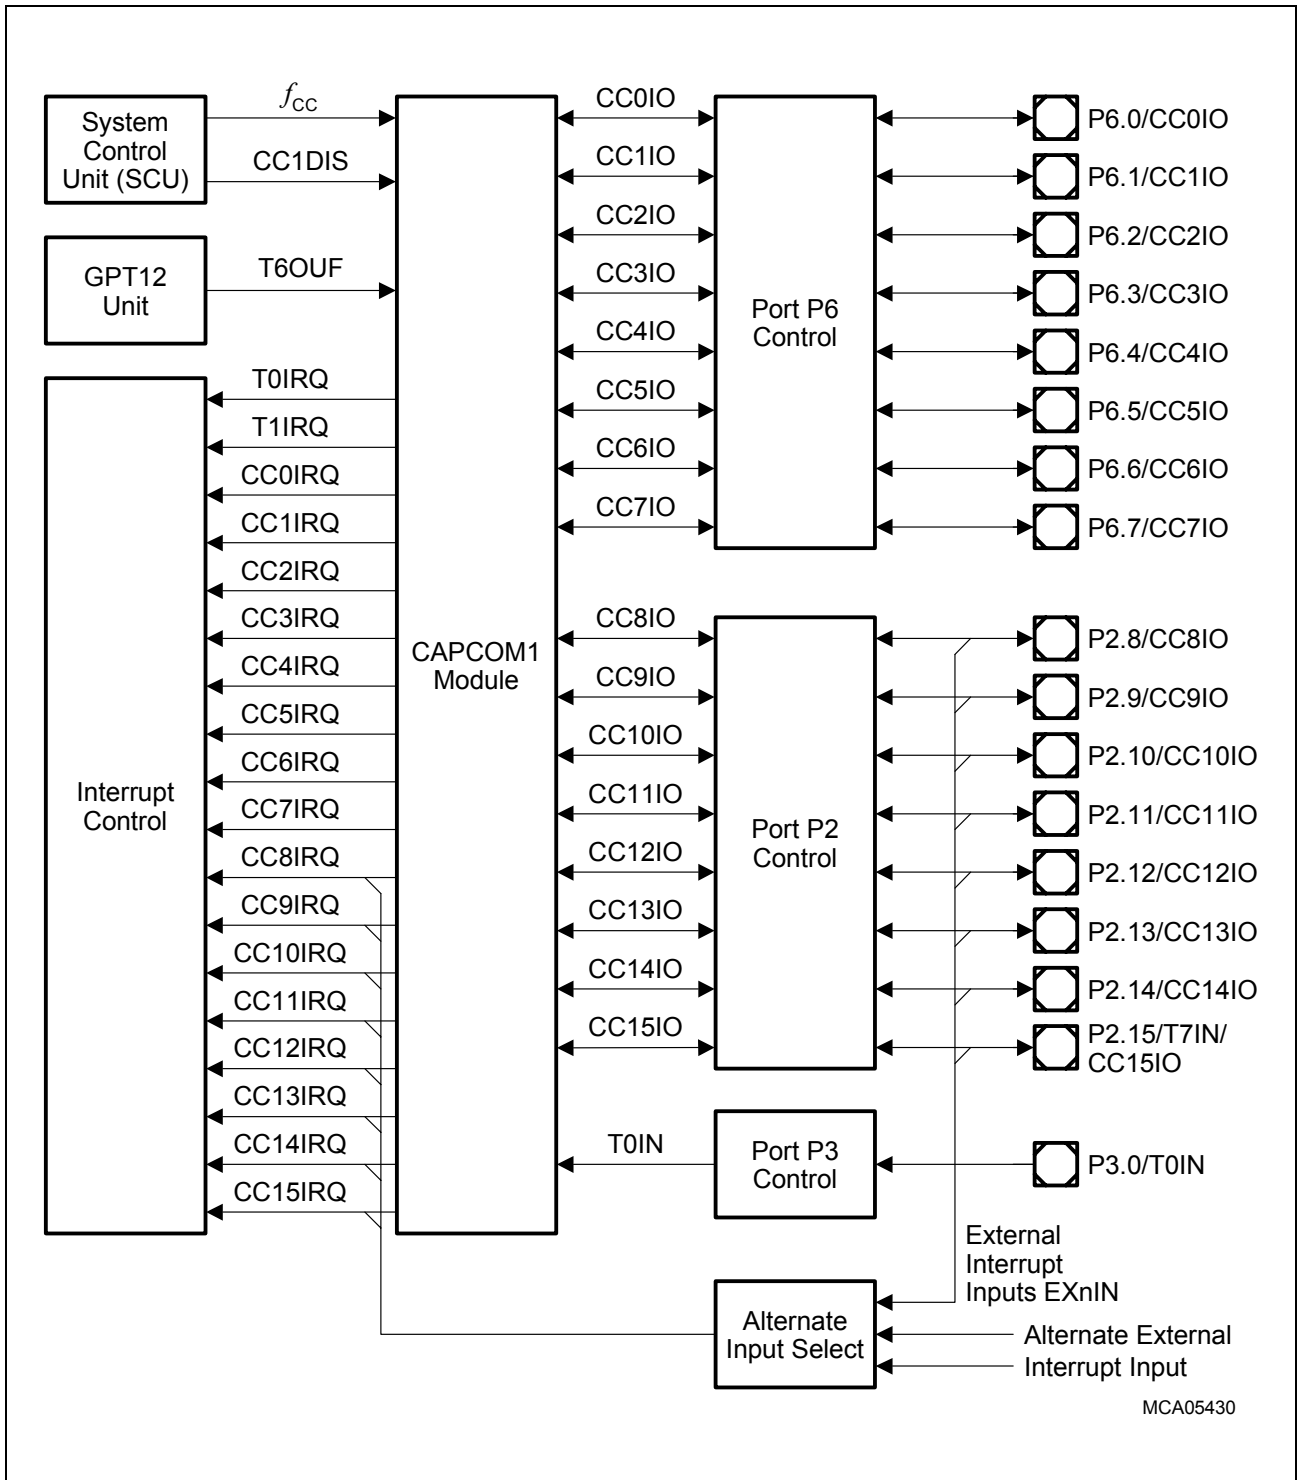 System
Control
Unit (SCU)
fCC
CC1DIS
GPT12
Unit
T6OUF
Interrupt
Control
T0IRQ
T1IRQ
CC0IRQ
CC1IRQ
CC2IRQ
CC3IRQ
CC4IRQ
CC5IRQ
CC6IRQ
CC7IRQ
CC8IRQ
CC9IRQ
CC10IRQ
CC11IRQ
CC12IRQ
CC13IRQ
CC14IRQ
CC15IRQ
CAPCOM1
Module
CC0IO
CC1IO
CC2IO
CC3IO
CC4IO
CC5IO
CC6IO
CC7IO
Port P6
Control
P6.0/CC0IO
P6.1/CC1IO
P6.2/CC2IO
P6.3/CC3IO
P6.4/CC4IO
P6.5/CC5IO
P6.6/CC6IO
P6.7/CC7IO
CC8IO
CC9IO
CC10IO
CC11IO
CC12IO
CC13IO
CC14IO
CC15IO
Port P2
Control
P2.8/CC8IO
P2.9/CC9IO
P2.10/CC10IO
P2.11/CC11IO
P2.12/CC12IO
P2.13/CC13IO
P2.14/CC14IO
P2.15/T7IN/
CC15IO
T0IN
Port P3
Control
P3.0/T0IN
External
Interrupt
Inputs EXnIN
Alternate
Input Select
Alternate External
Interrupt Input
MCA05430